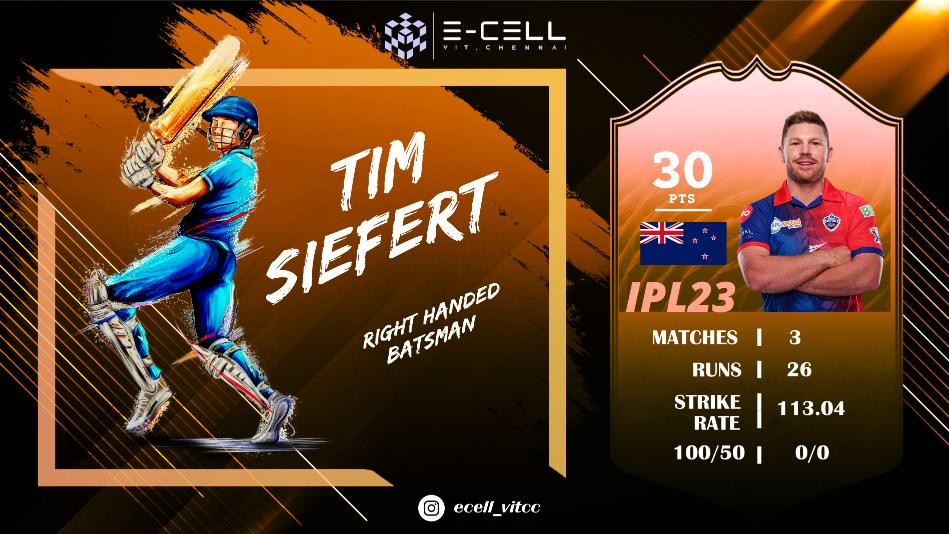 E-CELL
VIT, CHENNAI
TIM
SIEFERT
RIGHT HANDED
BATSMAN
30
PTS
IPL23
MATCHES | 3
RUNS | 26
STRIKE
RATE | 113.04
100/50 | 0/0
ecell_vitcc